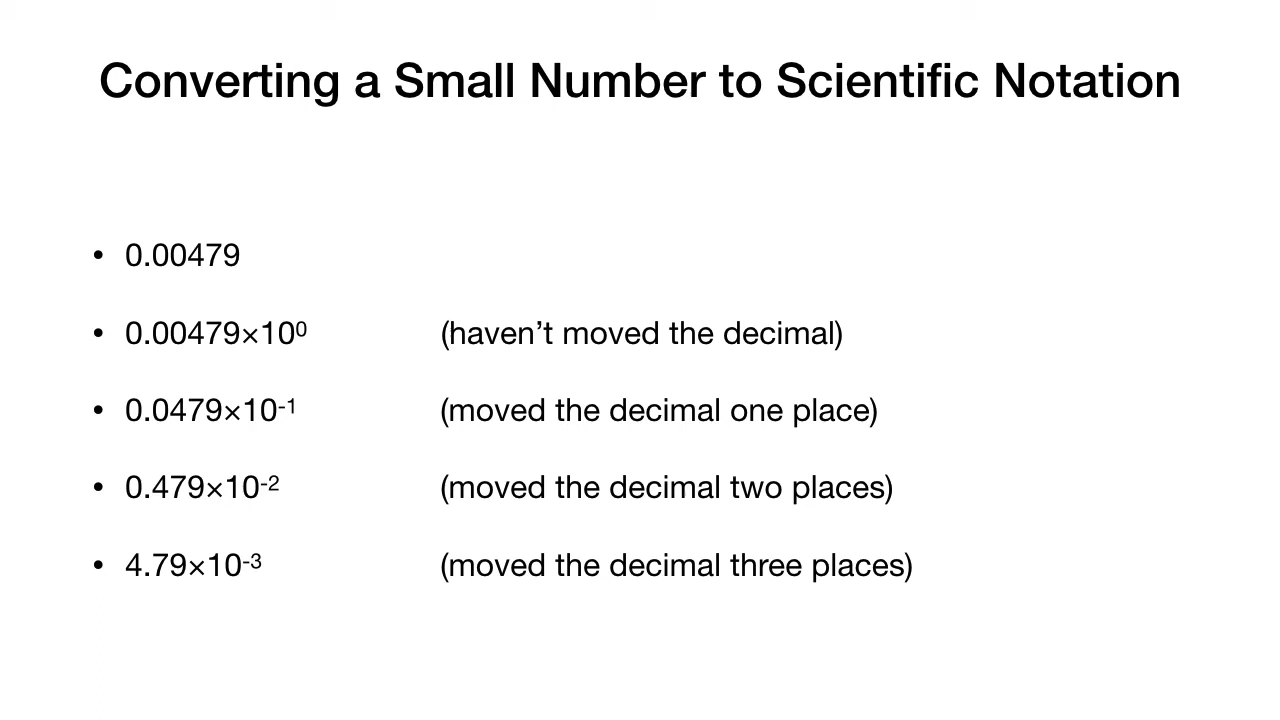 Converting a Small Number to Scientific Notation
• 0.00479
• 0.00479×10⁰ (haven’t moved the decimal)
• 0.0479×10⁻¹ (moved the decimal one place)
• 0.479×10⁻² (moved the decimal two places)
• 4.79×10⁻³ (moved the decimal three places)